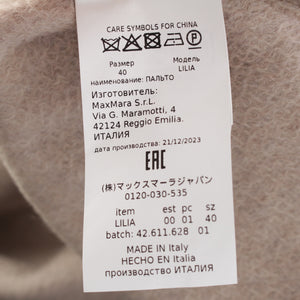 CARE SYMBOLS FOR CHINA
P
Размер Модель
40 LILIA
наименование: ПАЛЬТО
Изготовитель:
MaxMara S.r.L.
Via G. Maramotti, 4
42124 Reggio Emilia.
ИТАЛИЯ
дата производства: 21/12/2023
EAC
(株)マックスマーラジャパン
0120-030-535
item est pc sz
LILIA 00 01 40
batch: 42.611.628 01
MADE IN Italy
HECHO EN Italia
производство ИТАЛИЯ